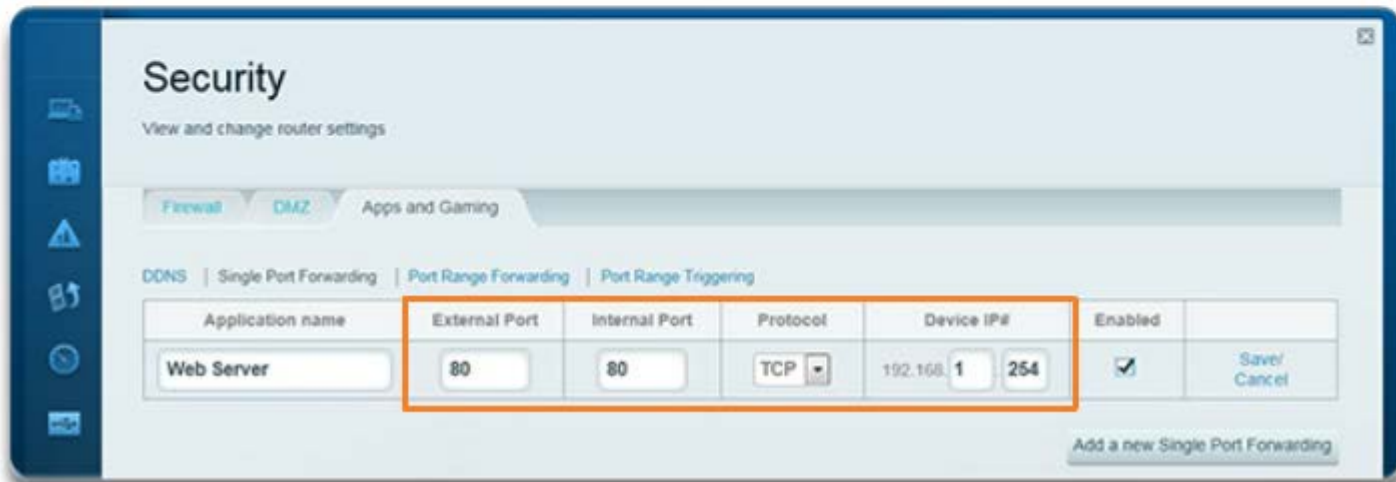 Security
View and change router settings
Firewall DMZ Apps and Gaming
DDNS | Single Port Forwarding | Port Range Forwarding | Port Range Triggering
Application name External Port Internal Port Protocol Device IP# Enabled
Web Server 80 80 TCP 192.168. 1 . 254 Save/
Cancel
Add a new Single Port Forwarding